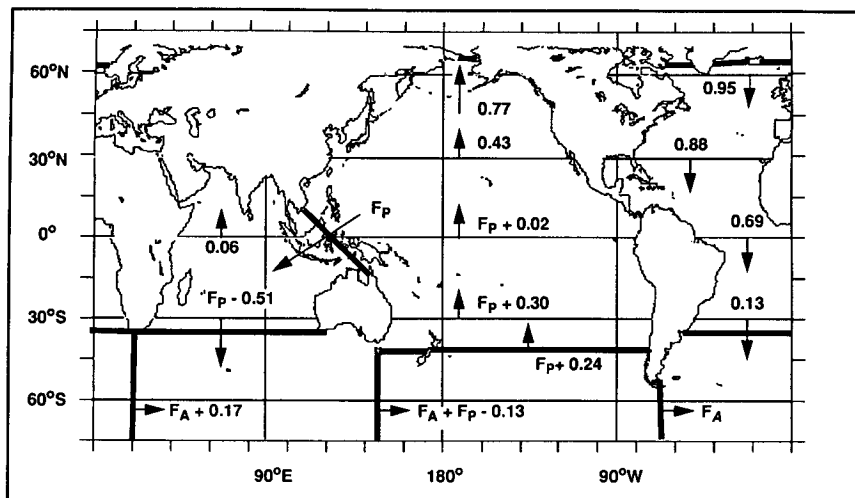 60°N
0.95
0.77
0.43
0.88
30°N
F_P
F_P + 0.02
0.69
0°
0.06
F_P - 0.51
F_P + 0.30
0.13
30°S
F_P + 0.24
60°S
F_A + 0.17
F_A + F_P - 0.13
F_A
90°E
180°
90°W